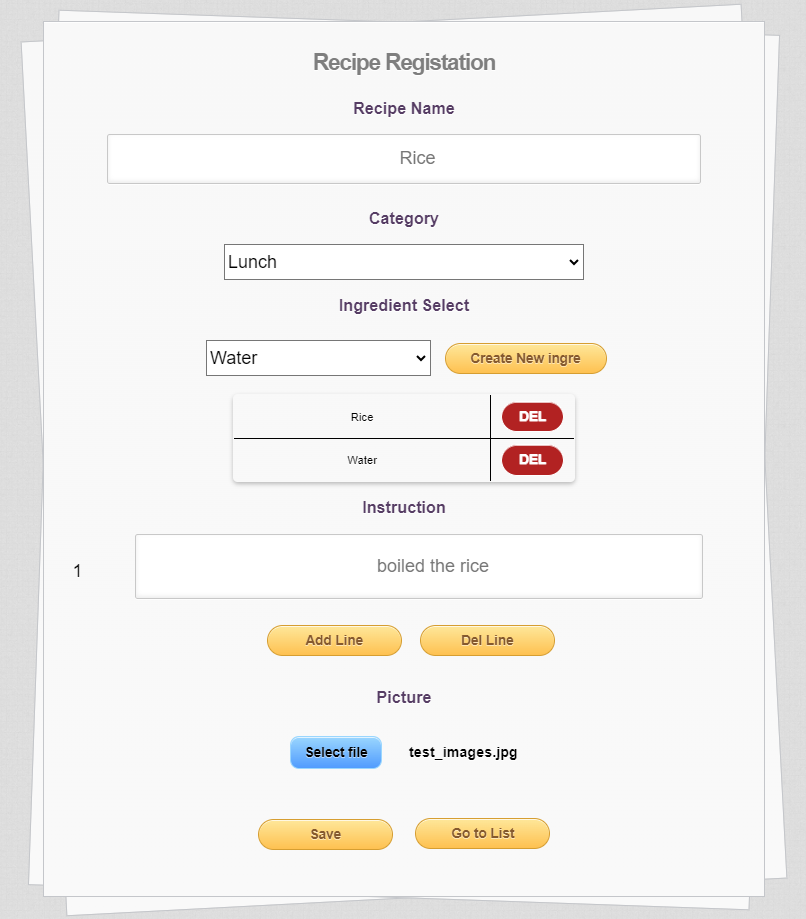 Recipe Registation
Recipe Name
Rice
Category
Lunch
Ingredient Select
Water Create New ingre
Rice DEL
Water DEL
Instruction
1 boiled the rice
Add Line Del Line
Picture
Select file test_images.jpg
Save Go to List